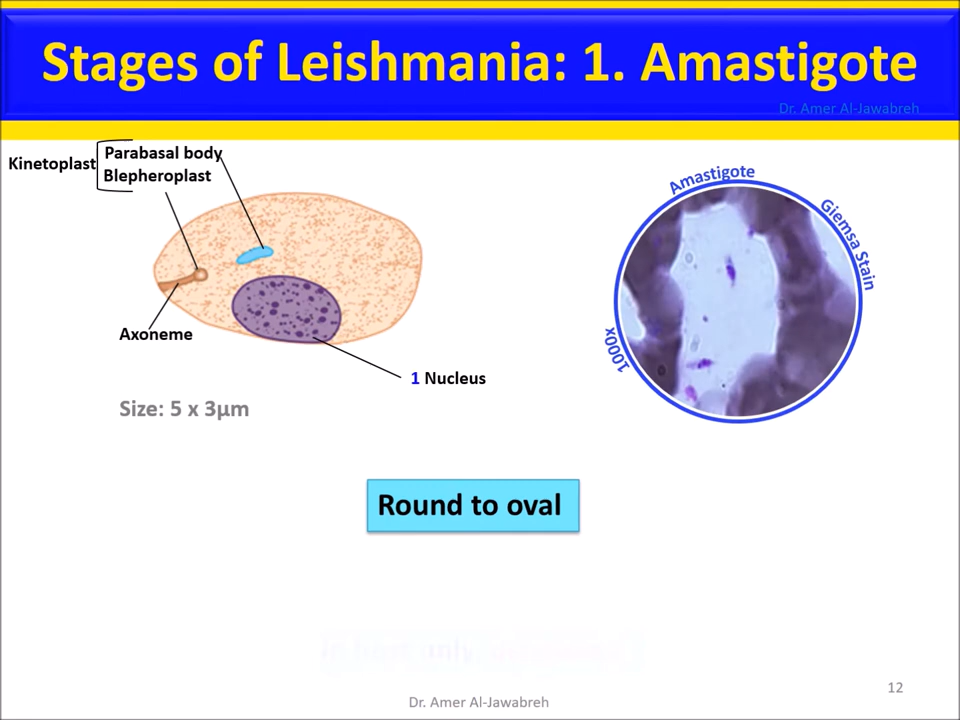 Stages of Leishmania: 1. Amastigote
Dr. Amer Al-Jawabreh
Parabasal body
Kinetoplast
Blepheroplast
Axoneme
1 Nucleus
Size: 5 x 3µm
Amastigote
Giemsa Stain
1000x
Round to oval
12
Dr. Amer Al-Jawabreh